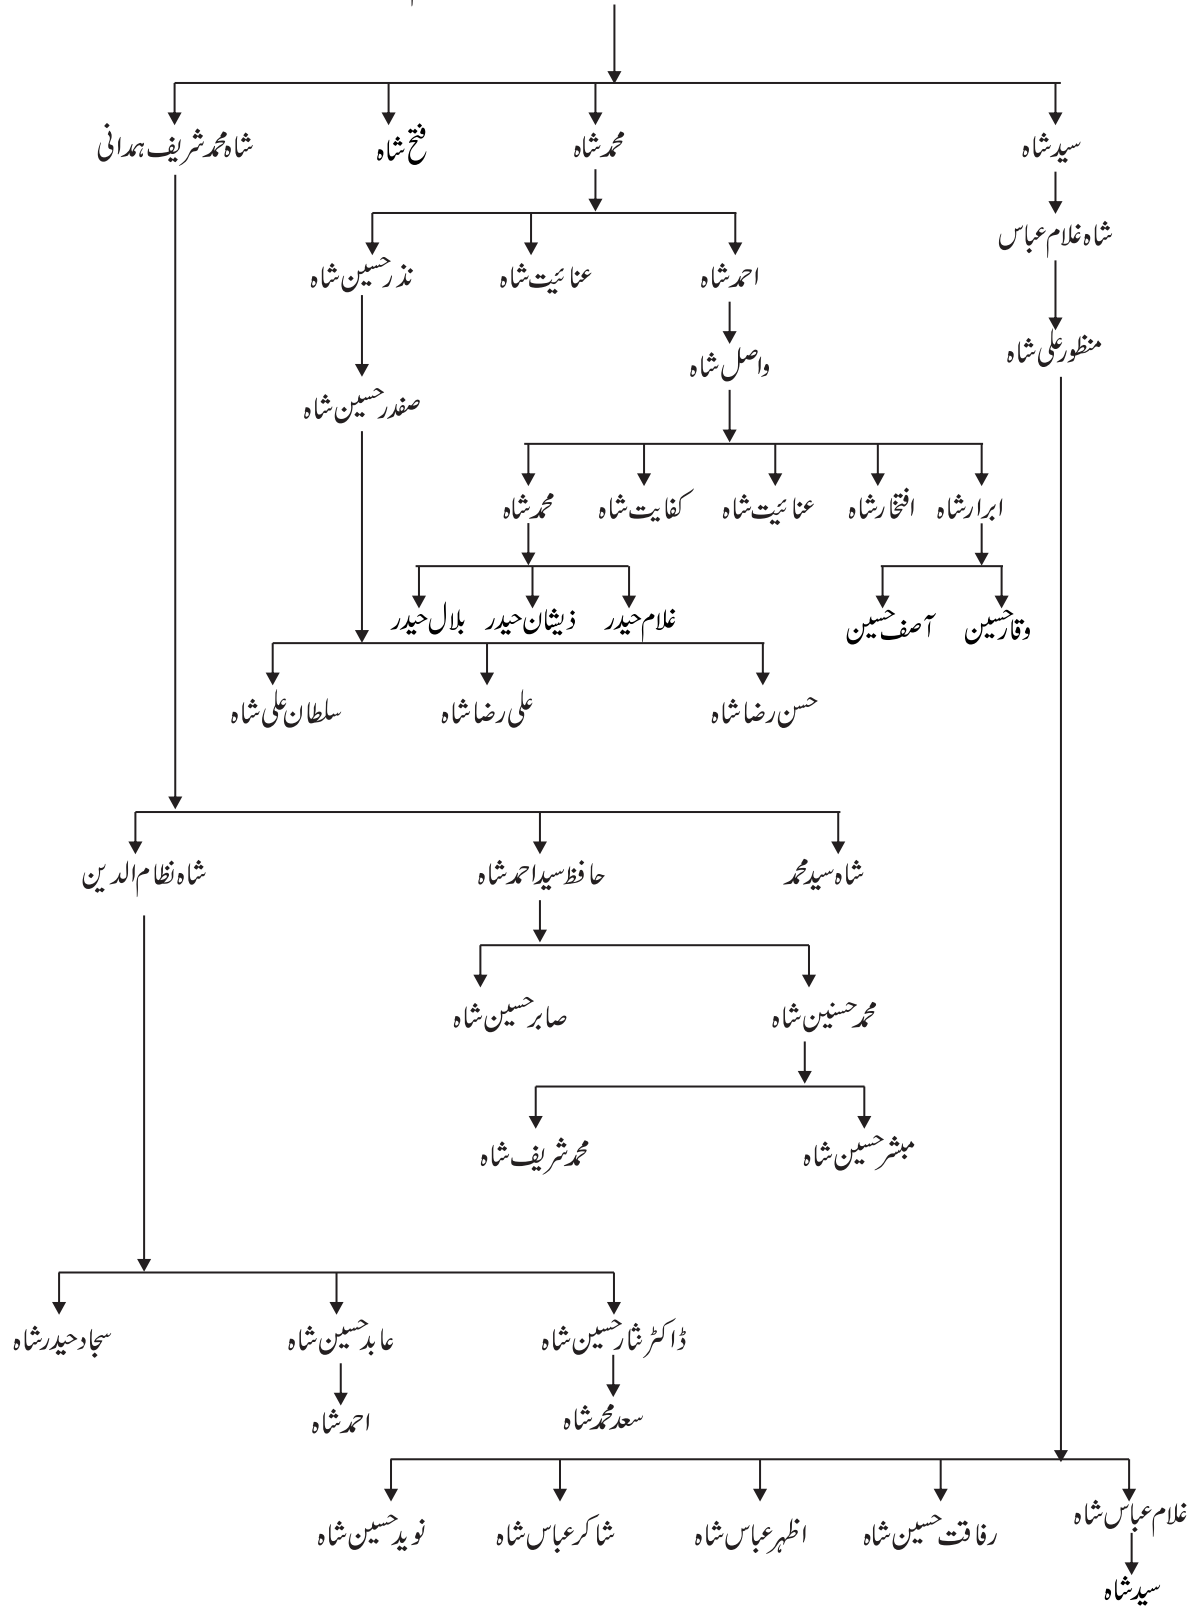 سید شاہ محمد شاہ فتح شاہ شاہ محمد شریف ہمدانی
شاہ غلام عباس
احمد شاہ عنائیت شاہ نذر حسین شاہ
منظور علی شاہ
واصل شاہ
صفدر حسین شاہ
ابرار شاہ افتخار شاہ عنائیت شاہ کفایت شاہ محمد شاہ
وقار حسین آصف حسین غلام حیدر ذیشان حیدر بلال حیدر
حسن رضا شاہ علی رضا شاہ سلطان علی شاہ
شاہ سید محمد حافظ سید احمد شاہ شاہ نظام الدین
محمد حسنین شاہ صابر حسین شاہ
مبشر حسین شاہ محمد شریف شاہ
ڈاکٹر نثار حسین شاہ عابد حسین شاہ سجاد حیدر شاہ
سعد محمد شاہ احمد شاہ
غلام عباس شاہ رفاقت حسین شاہ اظہر عباس شاہ شاکر عباس شاہ نوید حسین شاہ
سید شاہ